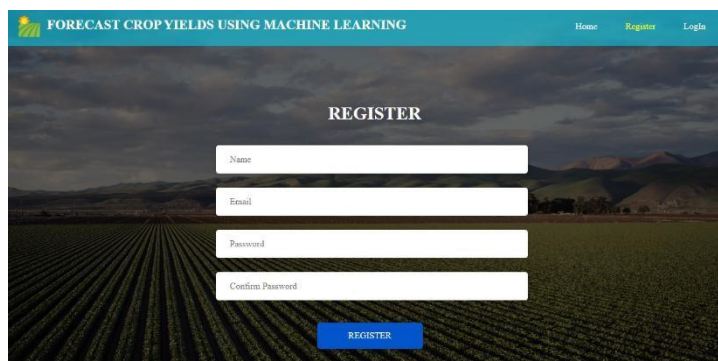 FORECAST CROP YIELDS USING MACHINE LEARNING
Home Register LogIn
REGISTER
Name
Email
Password
Confirm Password
REGISTER